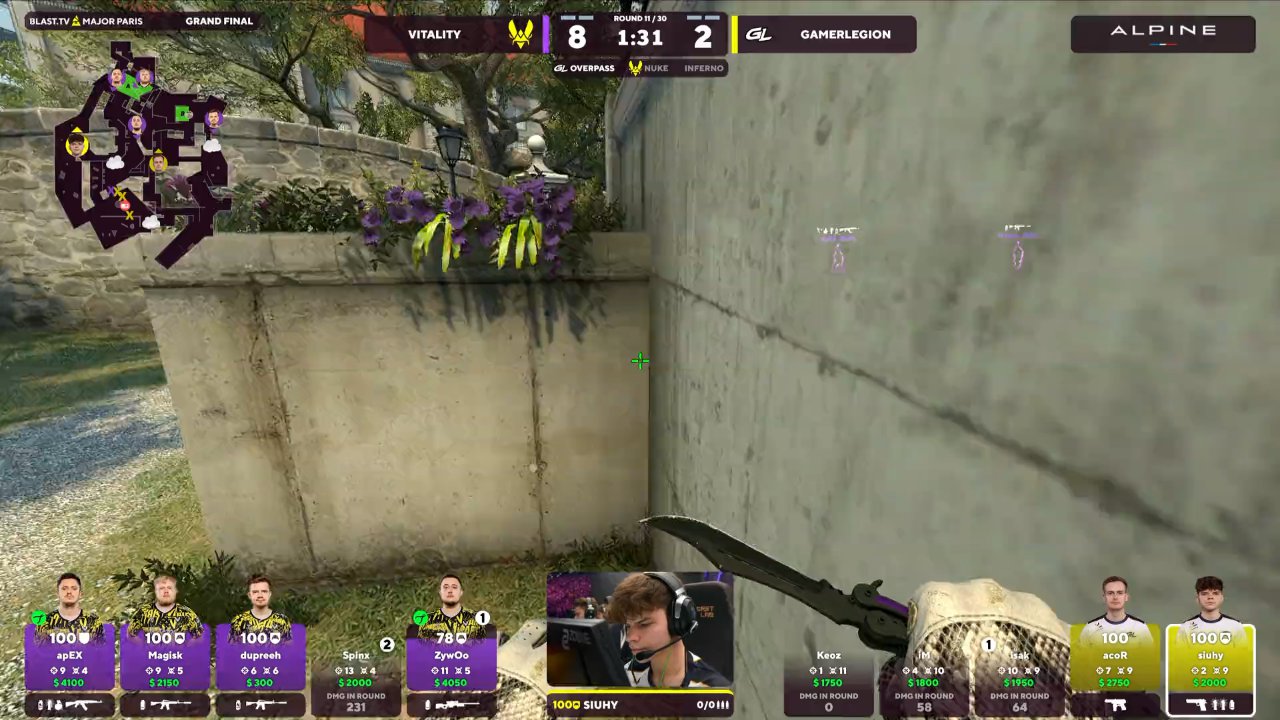 BLAST.TV MAJOR PARIS GRAND FINAL
VITALITY 8 ROUND 11 / 30 1:31 2 GL GAMERLEGION
ALPINE
GL OVERPASS NUKE INFERNO
1 2 1
100 100 100 78 100 100
apEX Magisk dupreeh Spinx ZywOo Keoz iM isak acoR siuhy
9 4 9 5 6 6 13 4 11 5 1 11 4 10 10 9 7 9 2 9
$4100 $2150 $300 $2000 $4050 $1750 $1800 $1950 $2750 $2000
DMG IN ROUND DMG IN ROUND DMG IN ROUND DMG IN ROUND
231 0 58 64
100 SIUHY 0/0